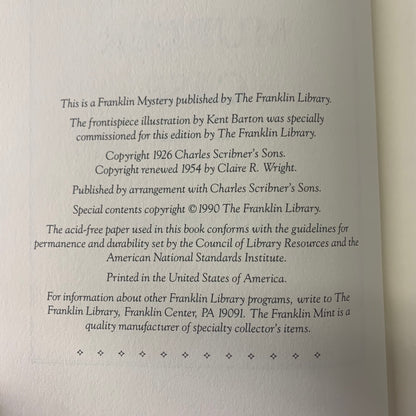 This is a Franklin Mystery published by The Franklin Library.
The frontispiece illustration by Kent Barton was specially
commissioned for this edition by The Franklin Library.
Copyright 1926 Charles Scribner's Sons.
Copyright renewed 1954 by Claire R. Wright.
Published by arrangement with Charles Scribner's Sons.
Special contents copyright © 1990 The Franklin Library.
The acid-free paper used in this book conforms with the guidelines for
permanence and durability set by the Council of Library Resources and the
American National Standards Institute.
Printed in the United States of America.
For information about other Franklin Library programs, write to The
Franklin Library, Franklin Center, PA 19091. The Franklin Mint is a
quality manufacturer of specialty collector's items.